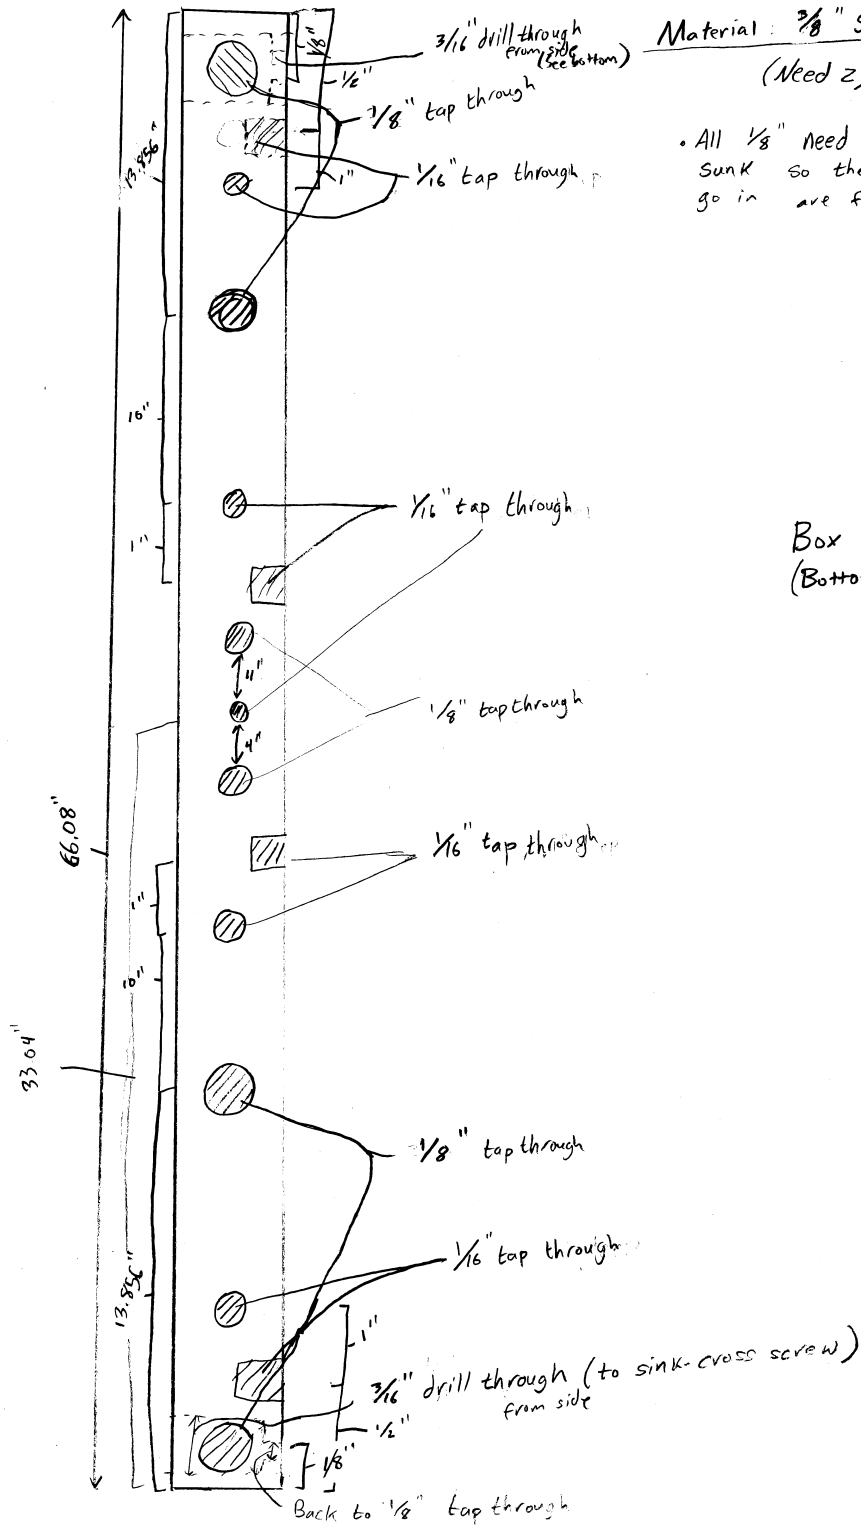 3/16" drill through
from side
(see bottom)
Material: 3/8" S
(Need 2)
1/8"
1/2"
1/8" tap through
• All 1/8" need
sunk so the
go in are f
13.856"
1"
1/16" tap through
10"
1/16" tap through
1"
Box
(Botto
4"
1/8" tap through
4"
66.08"
1/16" tap through
1"
10"
33.04"
1/8" tap through
1/16" tap through
13.856"
1"
3/16" drill through (to sink-cross screw)
from side
1/2"
1/8"
Back to 1/8" tap through